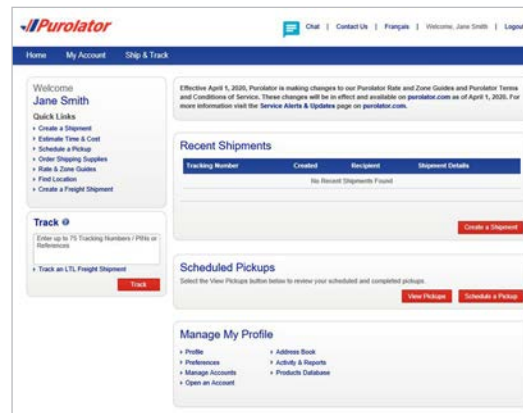 Purolator
Chat | Contact Us | Français | Welcome, Jane Smith | Logout
Home My Account Ship & Track
Welcome
Jane Smith
Quick Links
Create a Shipment
Estimate Time & Cost
Schedule a Pickup
Order Shipping Supplies
Rate & Zone Guides
Find Location
Create a Freight Shipment
Track
Enter up to 75 Tracking Numbers / PINs or
References
Track an LTL Freight Shipment
Track
Effective April 1, 2020, Purolator is making changes to our Purolator Rate and Zone Guides and Purolator Terms
and Conditions of Service. These changes will be in effect and available on purolator.com as of April 1, 2020. For
more information visit the Service Alerts & Updates page on purolator.com.
Recent Shipments
Tracking Number Created Recipient Shipment Details
No Recent Shipments Found
Create a Shipment
Scheduled Pickups
Select the View Pickups button below to review your scheduled and completed pickups.
View Pickups Schedule a Pickup
Manage My Profile
Profile
Preferences
Manage Accounts
Open an Account
Address Book
Activity & Reports
Products Database